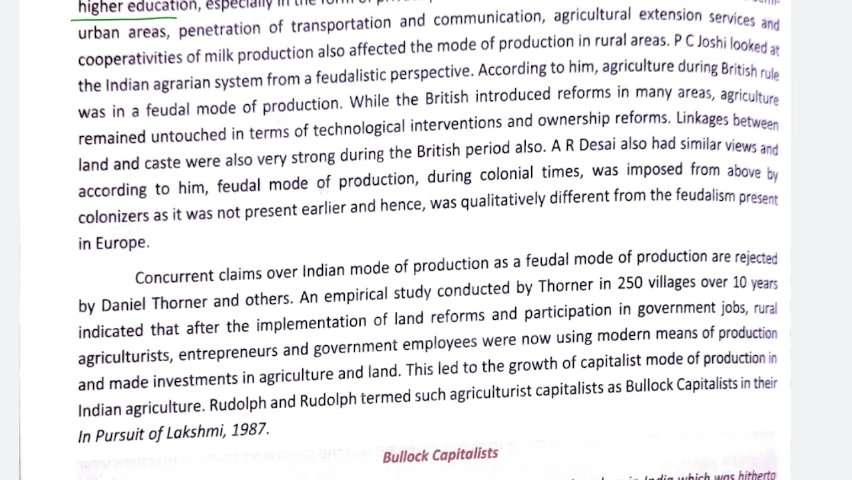 higher education, especially in the form of
urban areas, penetration of transportation and communication, agricultural extension services and
cooperativities of milk production also affected the mode of production in rural areas. P C Joshi looked at
the Indian agrarian system from a feudalistic perspective. According to him, agriculture during British rule
was in a feudal mode of production. While the British introduced reforms in many areas, agriculture
remained untouched in terms of technological interventions and ownership reforms. Linkages between
land and caste were also very strong during the British period also. A R Desai also had similar views and
according to him, feudal mode of production, during colonial times, was imposed from above by
colonizers as it was not present earlier and hence, was qualitatively different from the feudalism present
in Europe.
Concurrent claims over Indian mode of production as a feudal mode of production are rejected
by Daniel Thorner and others. An empirical study conducted by Thorner in 250 villages over 10 years
indicated that after the implementation of land reforms and participation in government jobs, rural
agriculturists, entrepreneurs and government employees were now using modern means of production
and made investments in agriculture and land. This led to the growth of capitalist mode of production in
Indian agriculture. Rudolph and Rudolph termed such agriculturist capitalists as Bullock Capitalists in their
In Pursuit of Lakshmi, 1987.
Bullock Capitalists
in India which was hitherto